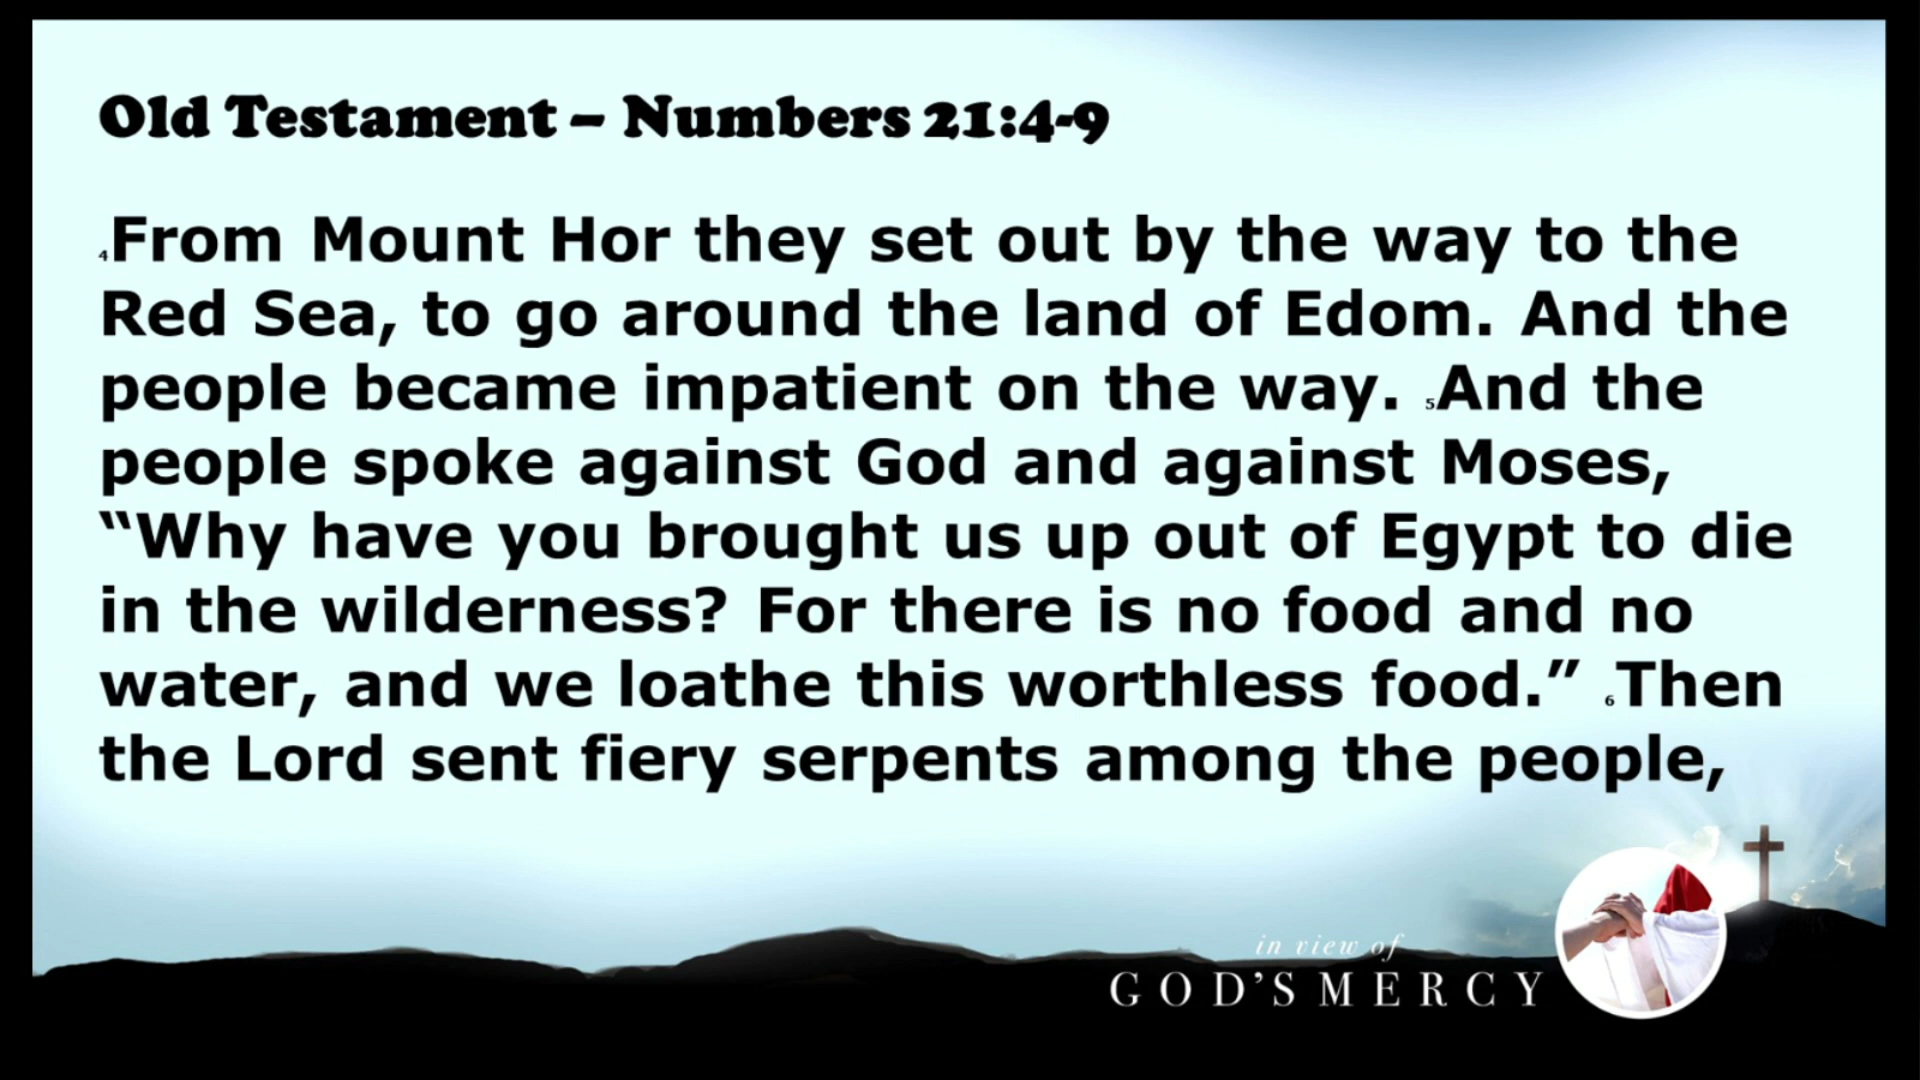 Old Testament – Numbers 21:4-9
4From Mount Hor they set out by the way to the
Red Sea, to go around the land of Edom. And the
people became impatient on the way. 5And the
people spoke against God and against Moses,
“Why have you brought us up out of Egypt to die
in the wilderness? For there is no food and no
water, and we loathe this worthless food.” 6Then
the Lord sent fiery serpents among the people,
in view of
GOD’S MERCY